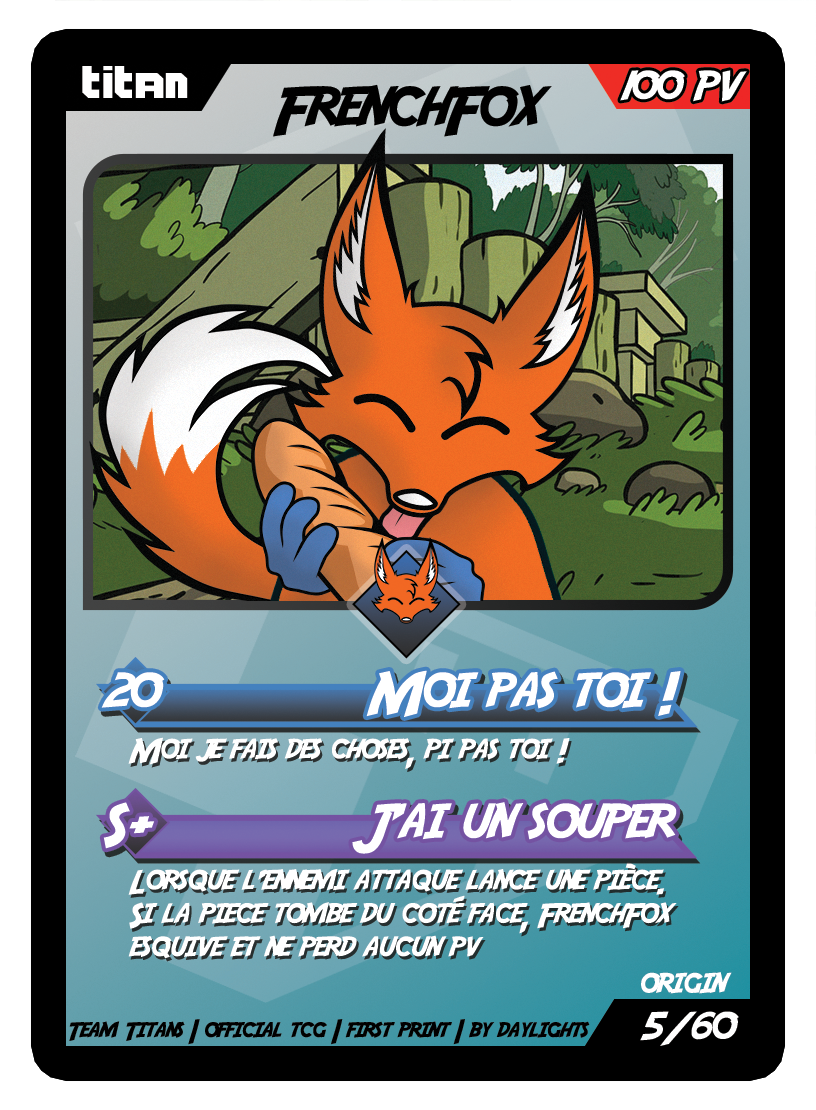 titan
100 PV
FrenchFox
20
Moi pas toi !
Moi je fais des choses, pi pas toi !
S+
J'ai un souper
Lorsque l'ennemi attaque lance une pièce.
Si la piece tombe du coté face, FrenchFox
esquive et ne perd aucun PV
Origin
Team Titans | official tcg | first print | by daylights
5/60